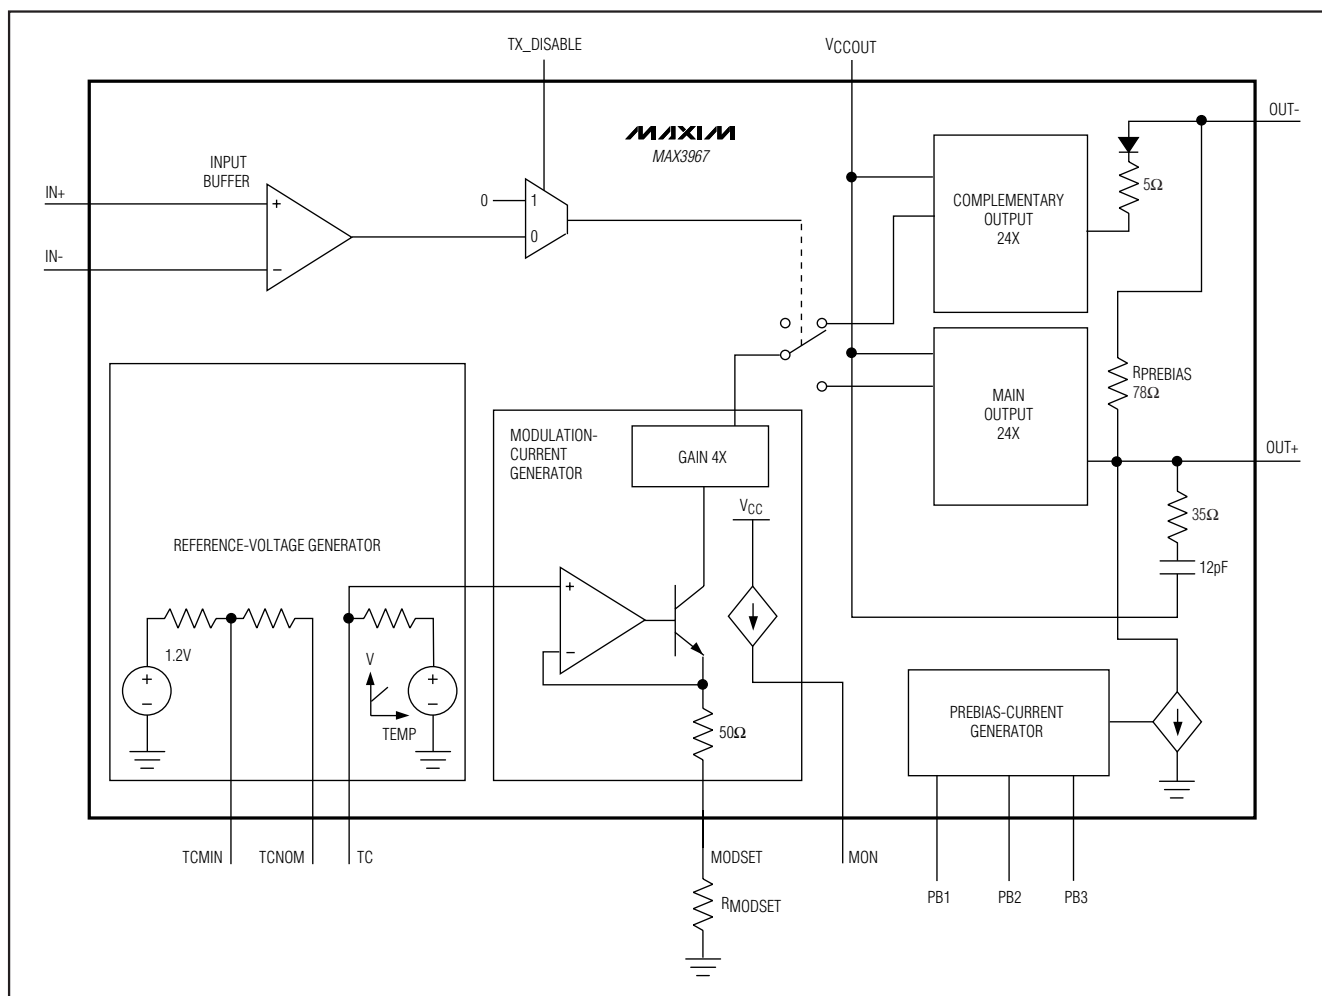 TX_DISABLE
VCCOUT
OUT-
MAXIM
MAX3967
INPUT
BUFFER
IN+
IN-
+
−
0
1
0
COMPLEMENTARY
OUTPUT
24X
5Ω
MAIN
OUTPUT
24X
RPREBIAS
78Ω
OUT+
35Ω
12pF
MODULATION-
CURRENT
GENERATOR
GAIN 4X
VCC
REFERENCE-VOLTAGE GENERATOR
1.2V
+
−
V
TEMP
+
−
+
−
50Ω
PREBIAS-CURRENT
GENERATOR
TCMIN
TCNOM
TC
MODSET
MON
RMODSET
PB1
PB2
PB3